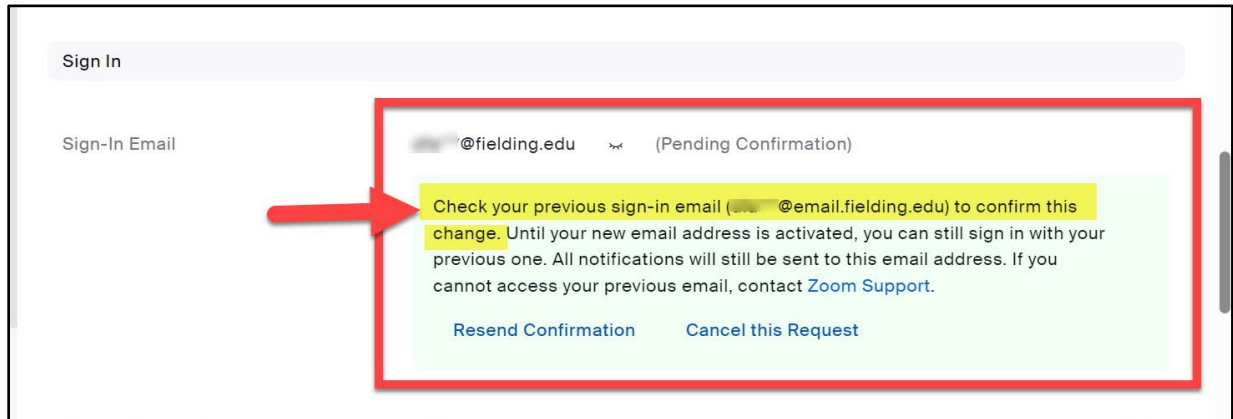 Sign In
Sign-In Email
@fielding.edu (Pending Confirmation)
Check your previous sign-in email ( @email.fielding.edu) to confirm this
change. Until your new email address is activated, you can still sign in with your
previous one. All notifications will still be sent to this email address. If you
cannot access your previous email, contact Zoom Support.
Resend Confirmation Cancel this Request